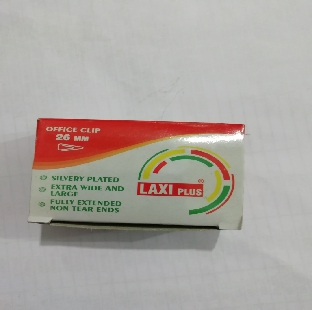 OFFICE CLIP
26 MM
SILVERY PLATED
EXTRA WIDE AND
LARGE
FULLY EXTENDED
NON TEAR ENDS
LAXI PLUS ®